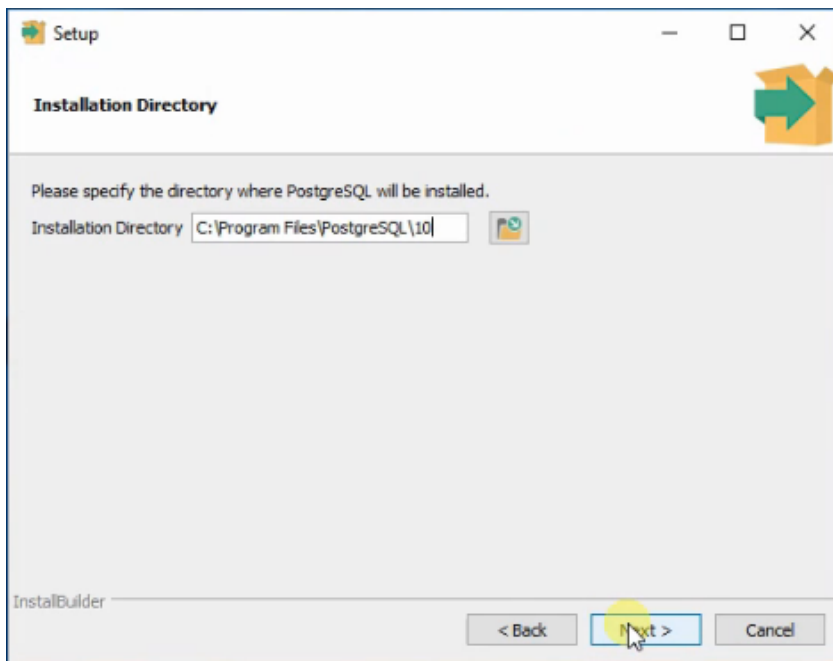 Setup
Installation Directory
Please specify the directory where PostgreSQL will be installed.
Installation Directory C:\Program Files\PostgreSQL\10
InstallBuilder
< Back Next > Cancel